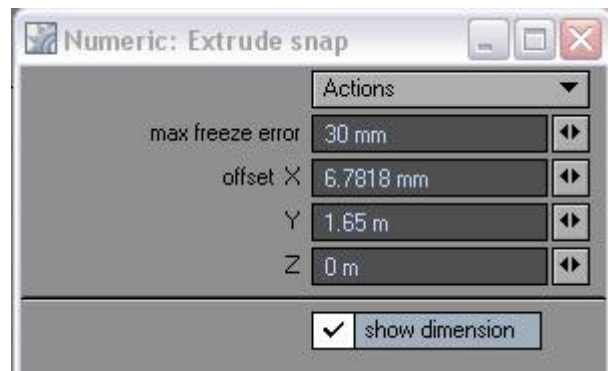 Numeric: Extrude snap
Actions
max freeze error 30 mm
offset X 6.7818 mm
Y 1.65 m
Z 0 m
show dimension